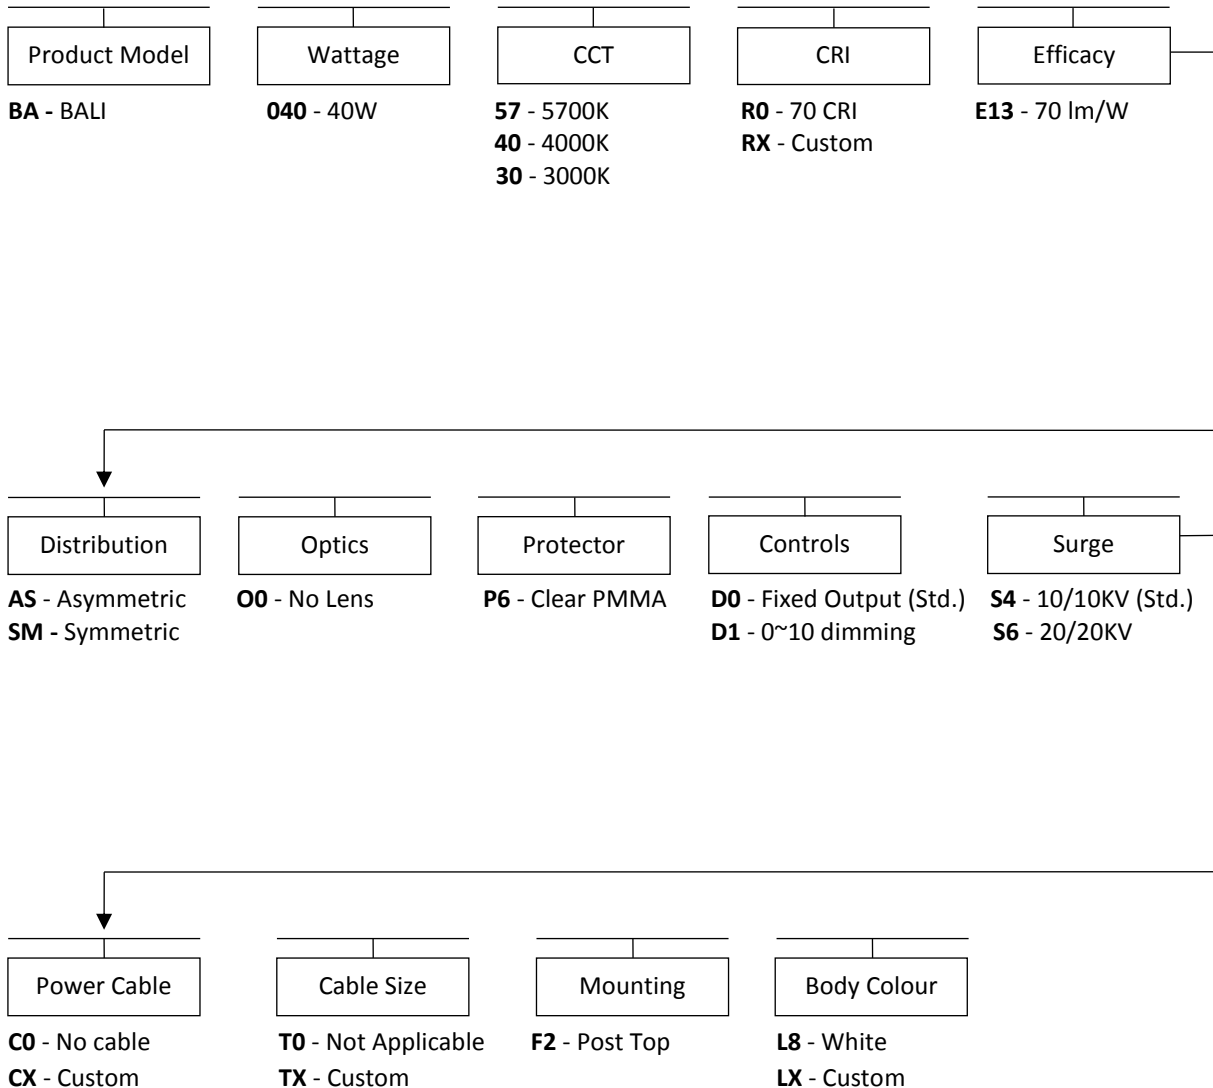 Product Model
Wattage
CCT
CRI
Efficacy
BA - BALI
040 - 40W
57 - 5700K
40 - 4000K
30 - 3000K
R0 - 70 CRI
RX - Custom
E13 - 70 lm/W
Distribution
Optics
Protector
Controls
Surge
AS - Asymmetric
SM - Symmetric
O0 - No Lens
P6 - Clear PMMA
D0 - Fixed Output (Std.)
D1 - 0~10 dimming
S4 - 10/10KV (Std.)
S6 - 20/20KV
Power Cable
Cable Size
Mounting
Body Colour
C0 - No cable
CX - Custom
T0 - Not Applicable
TX - Custom
F2 - Post Top
L8 - White
LX - Custom